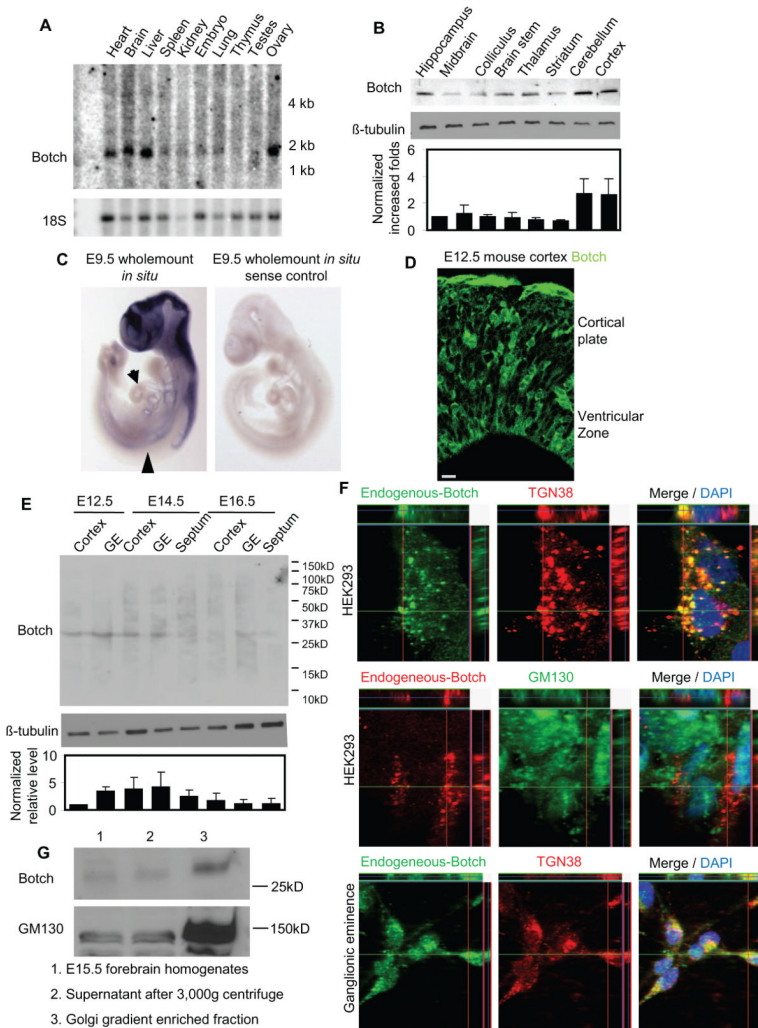 A
Heart
Brain
Liver
Spleen
Kidney
Embryo
Lung
Thymus
Testes
Ovary
4 kb
2 kb
1 kb
Botch
18S
B
Hippocampus
Midbrain
Colliculus
Brain stem
Thalamus
Striatum
Cerebellum
Cortex
Botch
ß-tubulin
Normalized
increased folds
6
4
2
0
C
E9.5 wholemount
in situ
E9.5 wholemount in situ
sense control
D
E12.5 mouse cortex Botch
Cortical
plate
Ventricular
Zone
E
E12.5
E14.5
E16.5
Cortex
GE
Cortex
GE
Septum
Cortex
GE
Septum
150kD
100kD
75kD
50kD
37kD
25kD
15kD
10kD
Botch
ß-tubulin
Normalized
relative level
10
5
0
F
Endogenous-Botch
TGN38
Merge / DAPI
HEK293
Endogeneous-Botch
GM130
Merge / DAPI
HEK293
Endogeneous-Botch
TGN38
Merge / DAPI
Ganglionic eminence
G
1
2
3
Botch
25kD
GM130
150kD
1. E15.5 forebrain homogenates
2. Supernatant after 3,000g centrifuge
3. Golgi gradient enriched fraction